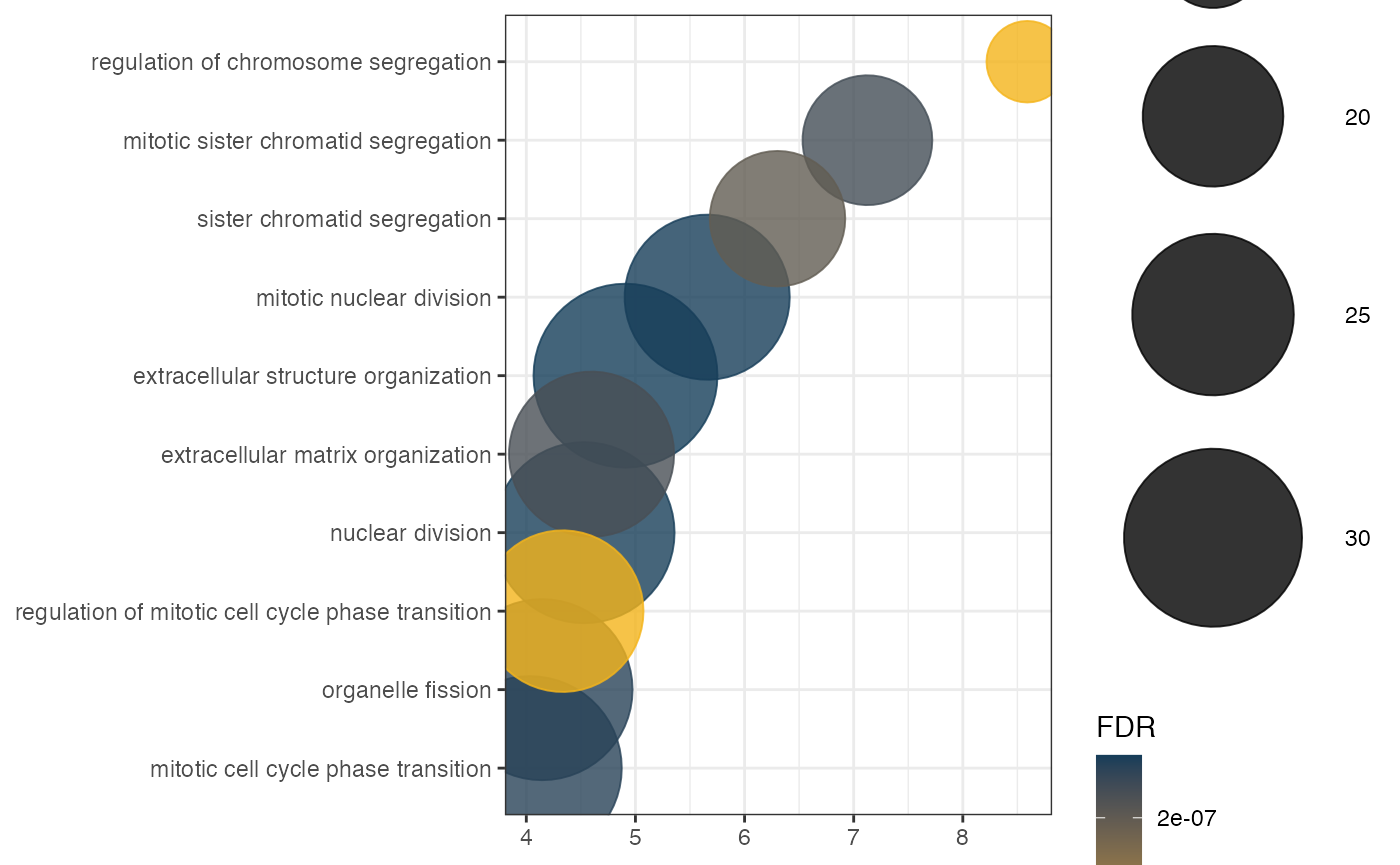 regulation of chromosome segregation
mitotic sister chromatid segregation
sister chromatid segregation
mitotic nuclear division
extracellular structure organization
extracellular matrix organization
nuclear division
regulation of mitotic cell cycle phase transition
organelle fission
mitotic cell cycle phase transition
4 5 6 7 8
20
25
30
FDR
2e-07